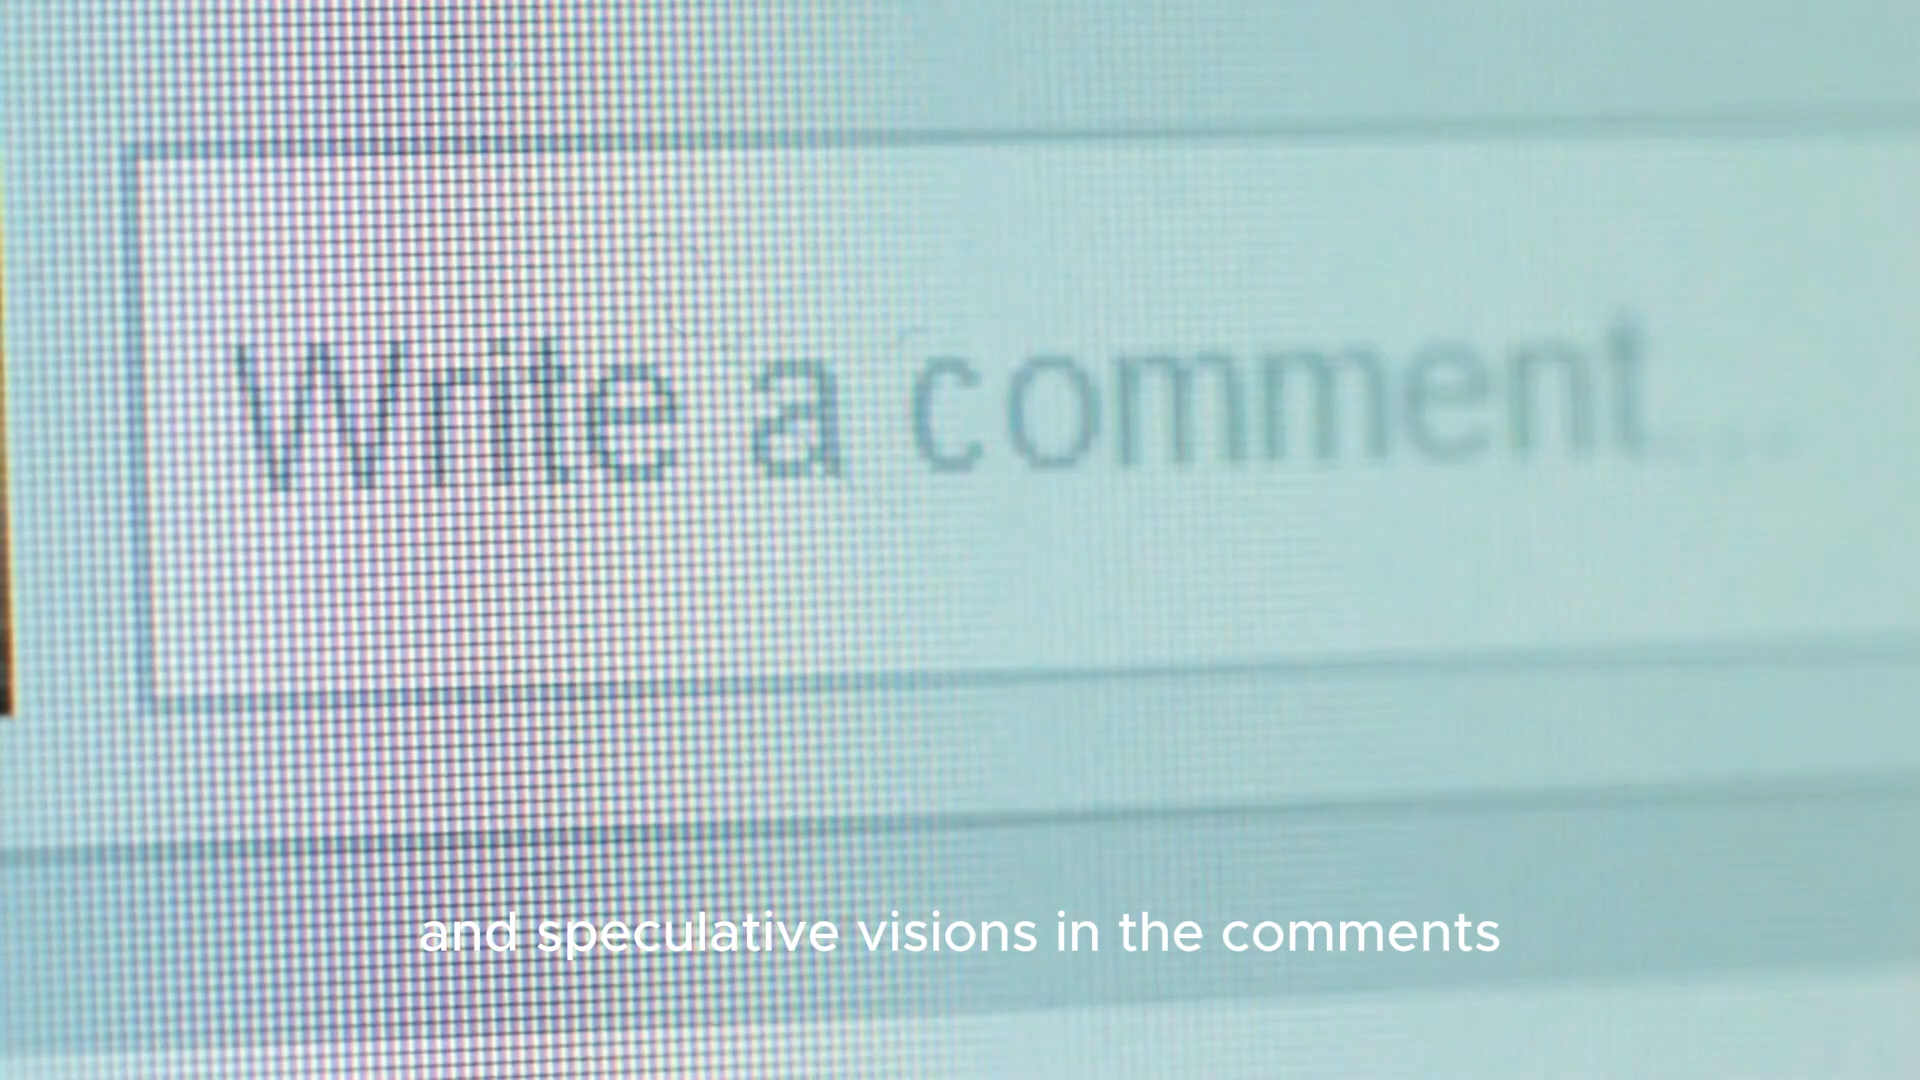 Write a comment...
and speculative visions in the comments